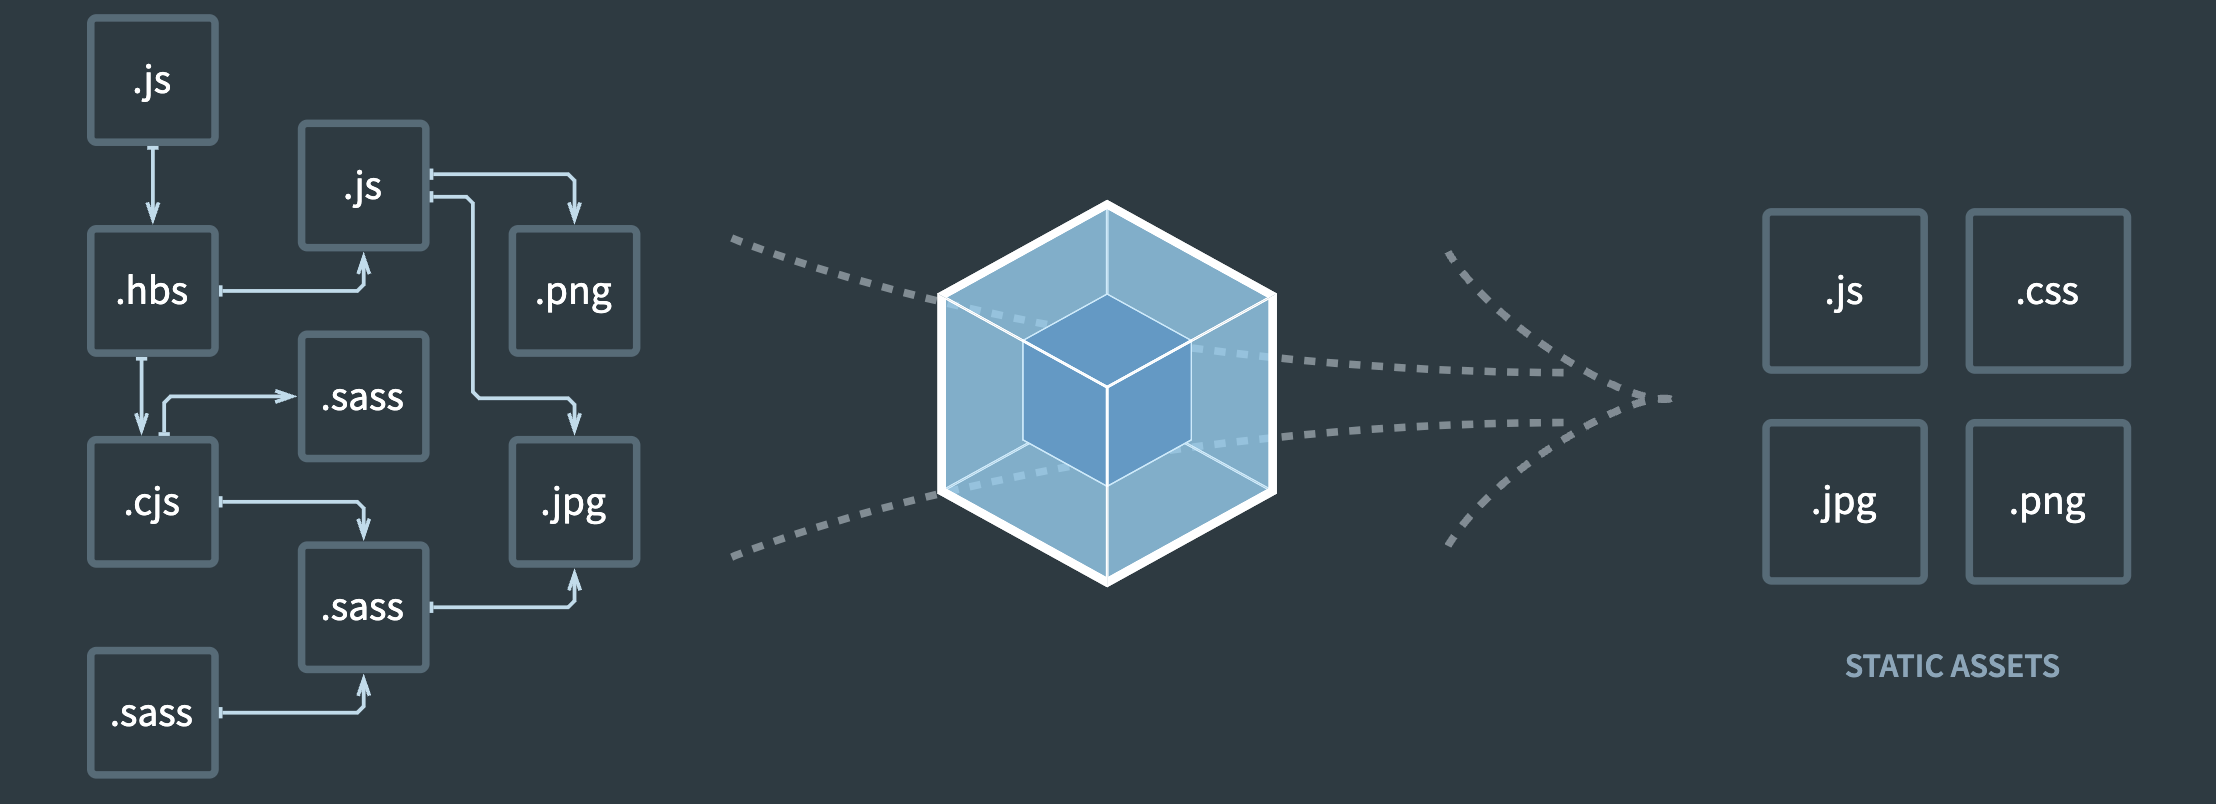 .js
.js
.hbs
.png
.sass
.cjs
.jpg
.sass
.sass
.js
.css
.jpg
.png
STATIC ASSETS